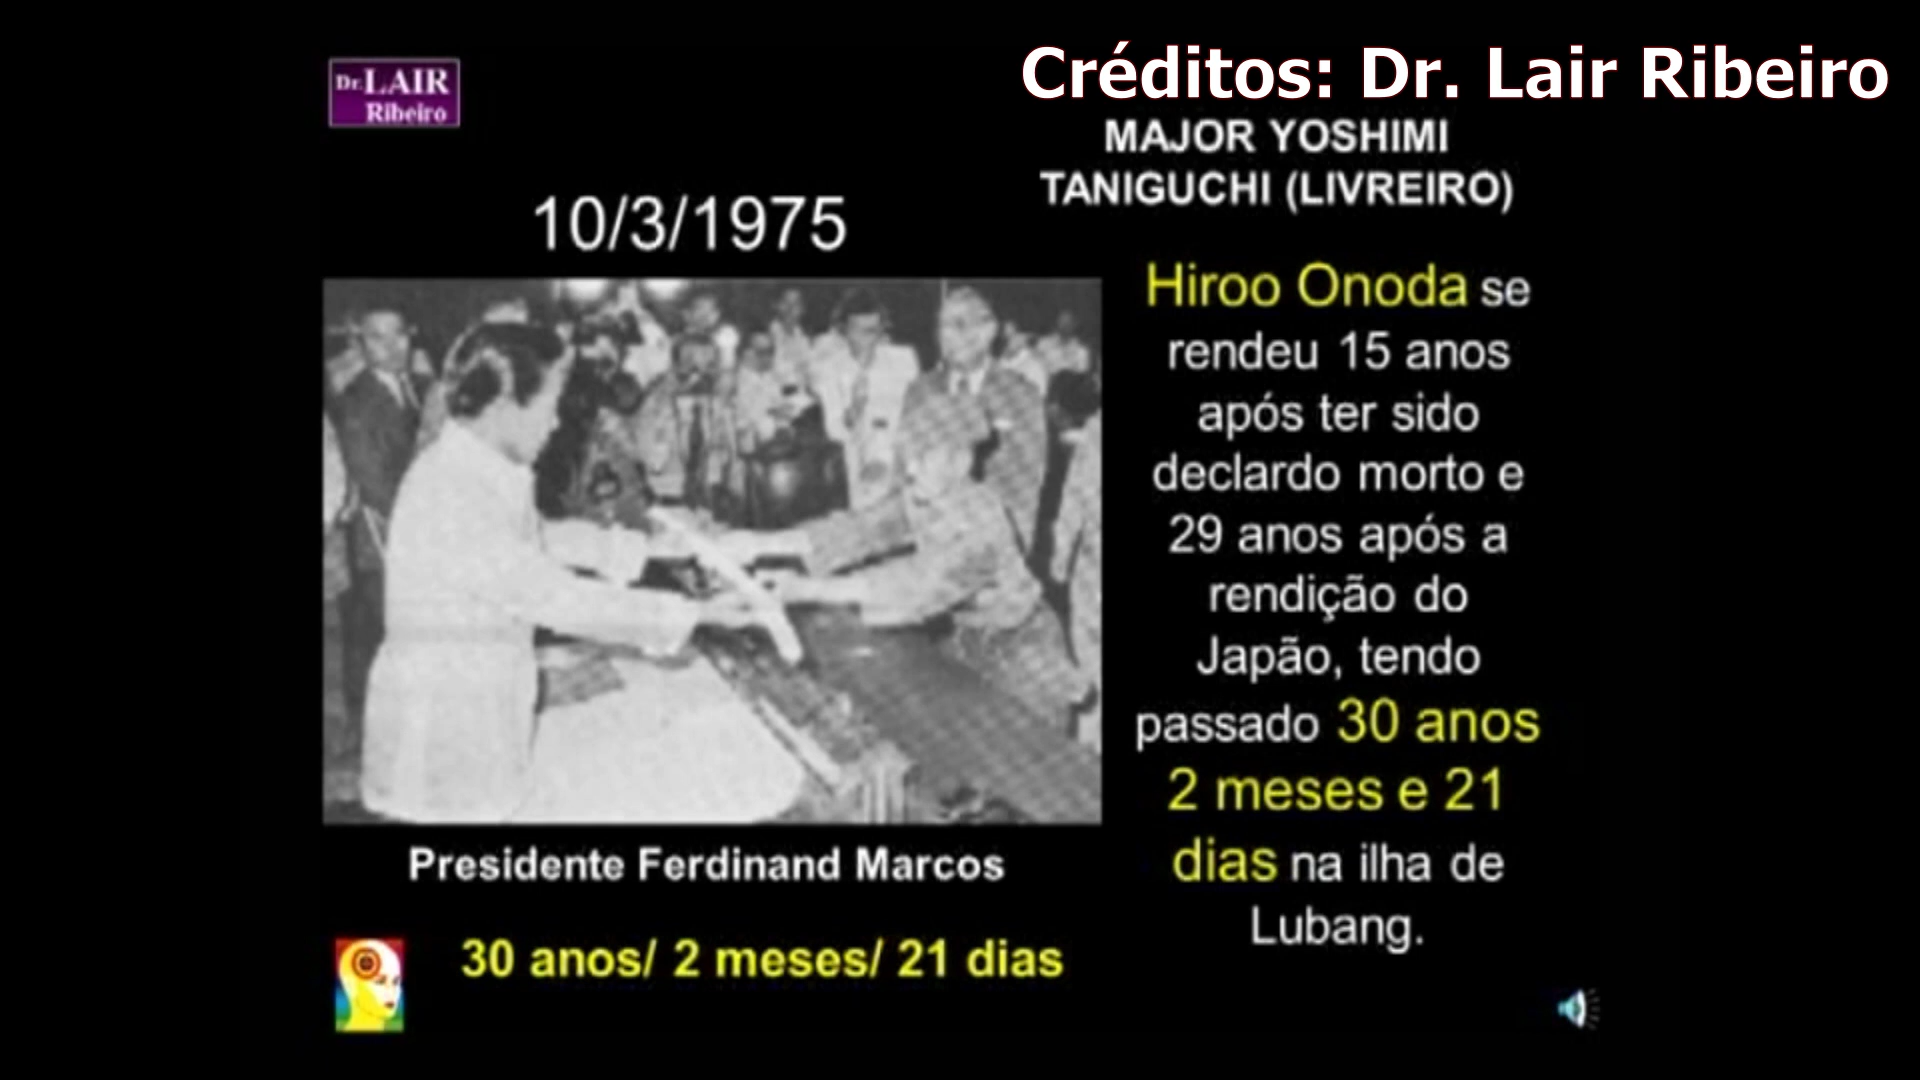 Créditos: Dr. Lair Ribeiro
Dr. LAIR
Ribeiro
MAJOR YOSHIMI
TANIGUCHI (LIVREIRO)
10/3/1975
Hiroo Onoda se
rendeu 15 anos
após ter sido
declardo morto e
29 anos após a
rendição do
Japão, tendo
passado 30 anos
2 meses e 21
dias na ilha de
Lubang.
Presidente Ferdinand Marcos
30 anos/ 2 meses/ 21 dias